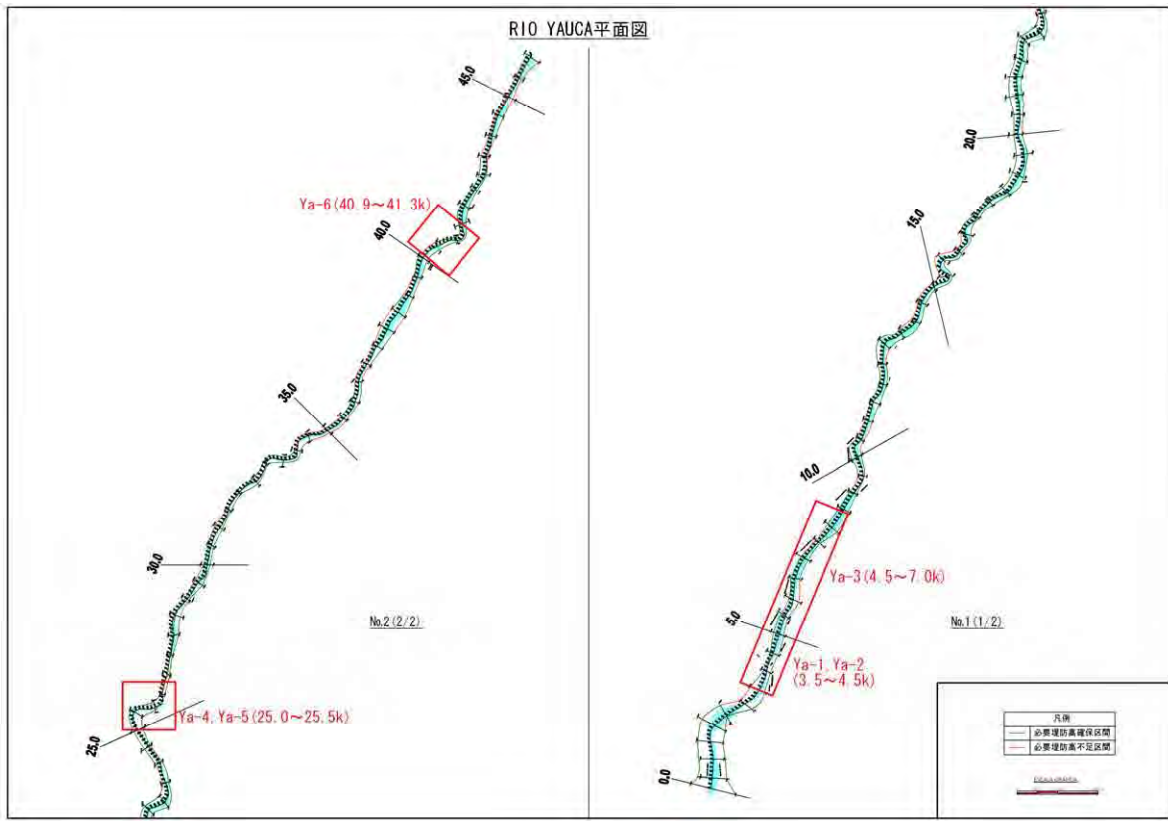 RIO YAUCA平面図
45.0
Ya-6(40.9～41.3k)
40.0
35.0
30.0
No.2(2/2)
Ya-4, Ya-5(25.0～25.5k)
25.0
20.0
15.0
10.0
Ya-3(4.5～7.0k)
5.0
No.1(1/2)
Ya-1, Ya-2
(3.5～4.5k)
0.0
凡例
必要堤防高確保区間
必要堤防高不足区間